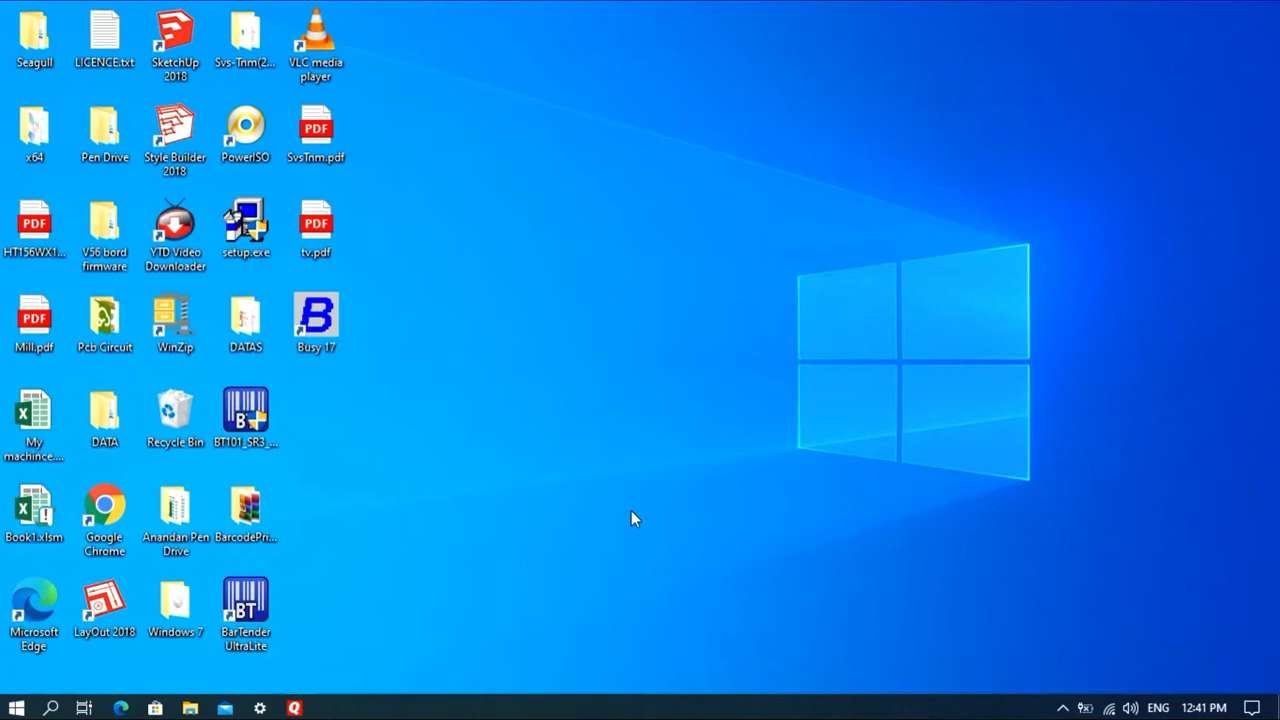 Seagull
LICENCE.txt
SketchUp
2018
Svs-Tnm(2...
VLC media
player
x64
Pen Drive
Style Builder
2018
PowerISO
PDF
SvsTnm.pdf
PDF
HT156WX1...
V56 bord
firmware
YTD Video
Downloader
setup.exe
PDF
tv.pdf
PDF
Mill.pdf
Pcb Circuit
WinZip
DATAS
B
Busy 17
X
My
machince....
DATA
Recycle Bin
BT101_SR3_...
X
Book1.xlsm
Google
Chrome
Anandan Pen
Drive
BarcodePri...
Microsoft
Edge
LayOut 2018
Windows 7
BT
BarTender
UltraLite
Q
ENG
12:41 PM